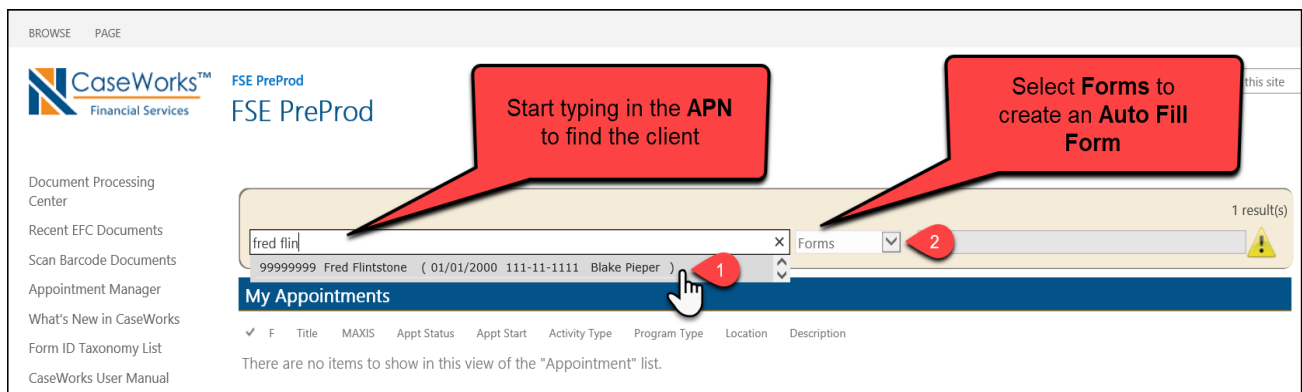 BROWSE PAGE
CaseWorks™
Financial Services
FSE PreProd
FSE PreProd
Start typing in the APN
to find the client
Select Forms to
create an Auto Fill
Form
this site
Document Processing
Center
Recent EFC Documents
Scan Barcode Documents
Appointment Manager
What's New in CaseWorks
Form ID Taxonomy List
CaseWorks User Manual
1 result(s)
fred flin
Forms
2
99999999 Fred Flintstone ( 01/01/2000 111-11-1111 Blake Pieper )
1
My Appointments
F Title MAXIS Appt Status Appt Start Activity Type Program Type Location Description
There are no items to show in this view of the "Appointment" list.